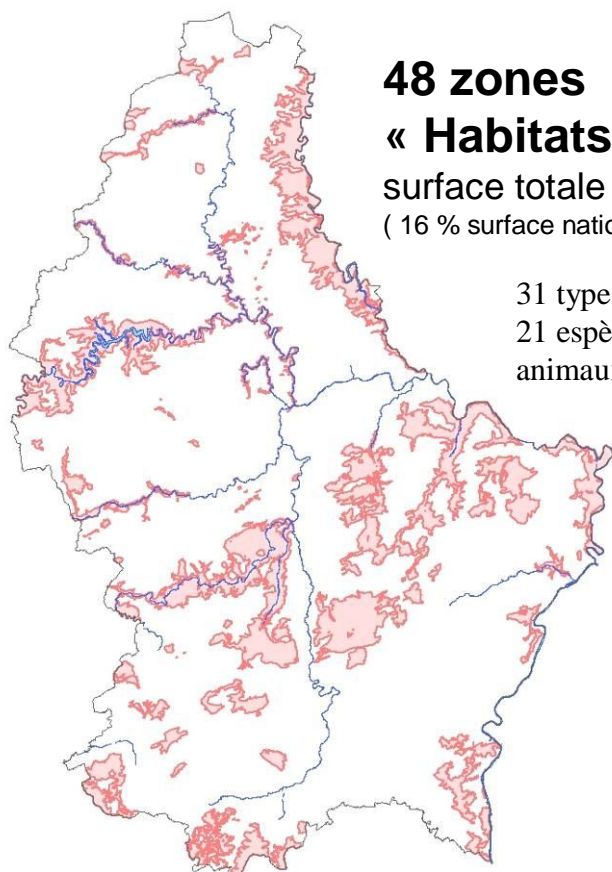 48 zones
« Habitats
surface totale
( 16 % surface natio
31 type
21 espè
animau